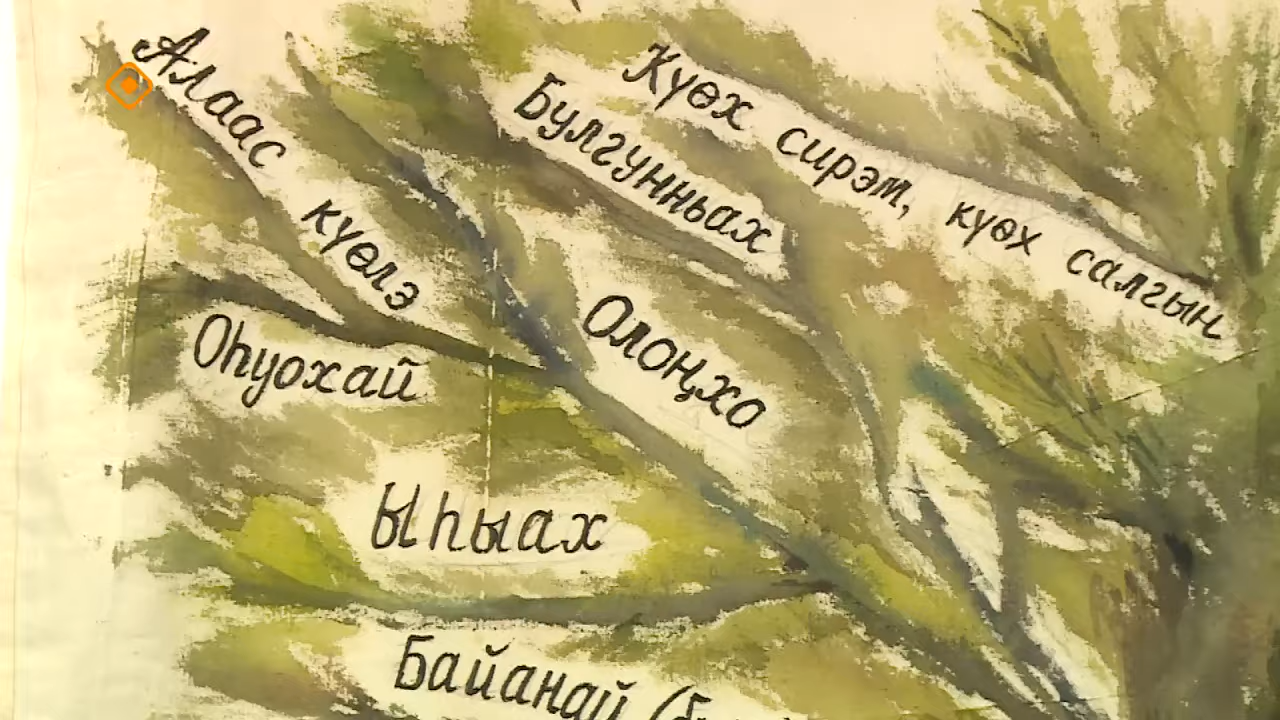 Алаас күөлэ
Күөх сирэм, күөх салгын
Булгунньах
Олоҥхо
Оһуохай
Ыһыах
Байанай